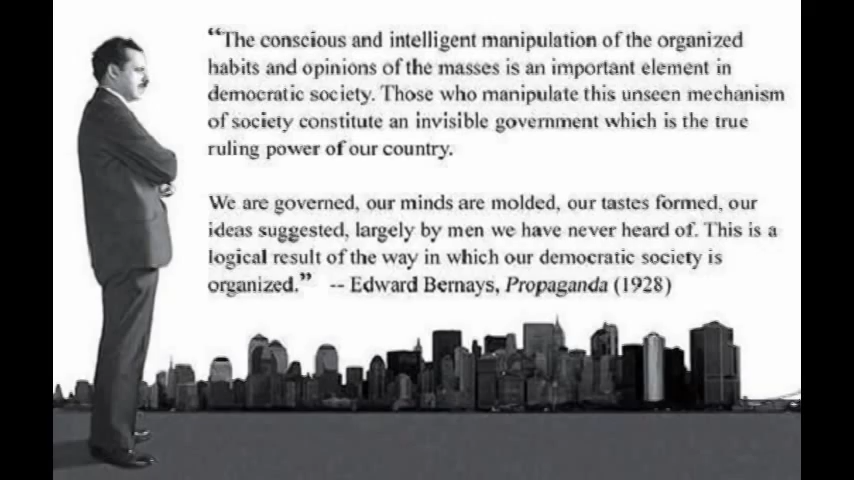 “The conscious and intelligent manipulation of the organized
habits and opinions of the masses is an important element in
democratic society. Those who manipulate this unseen mechanism
of society constitute an invisible government which is the true
ruling power of our country.
We are governed, our minds are molded, our tastes formed, our
ideas suggested, largely by men we have never heard of. This is a
logical result of the way in which our democratic society is
organized.” -- Edward Bernays, Propaganda (1928)